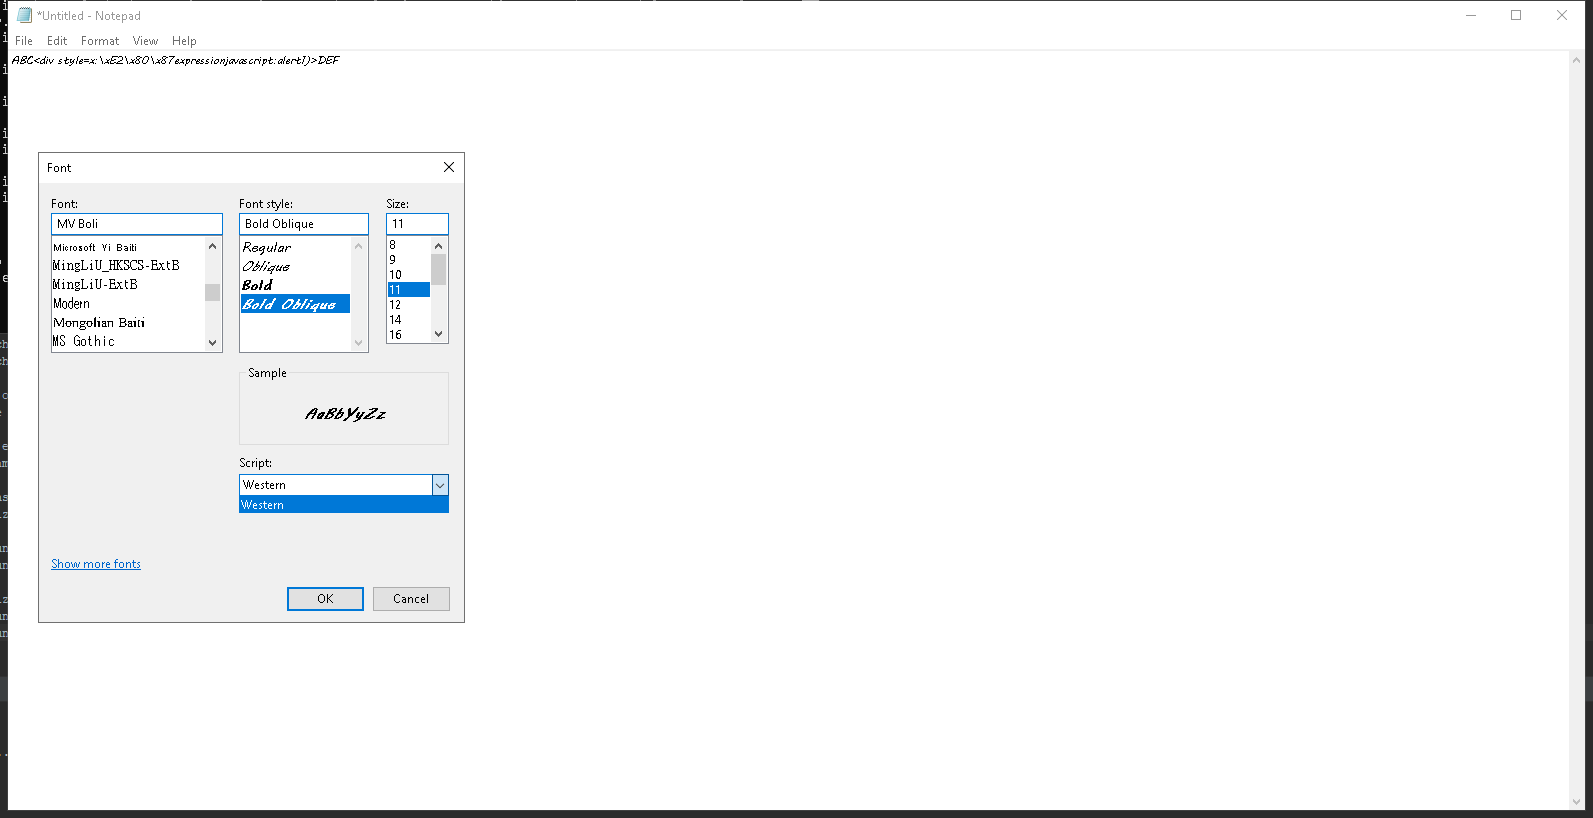 *Untitled - Notepad
File Edit Format View Help
ABC<div style=x:\xE2\x80\x87expressionjavascript:alert1)>DEF
Font
Font: Font style: Size:
MV Boli Bold Oblique 11
Microsoft Yi Baiti Regular 8
MingLiU_HKSCS-ExtB Oblique 9
MingLiU-ExtB Bold 10
Modern Bold Oblique 11
Mongolian Baiti 12
MS Gothic 14
16
Sample
AaBbYyZz
Script:
Western
Western
Show more fonts
OK Cancel